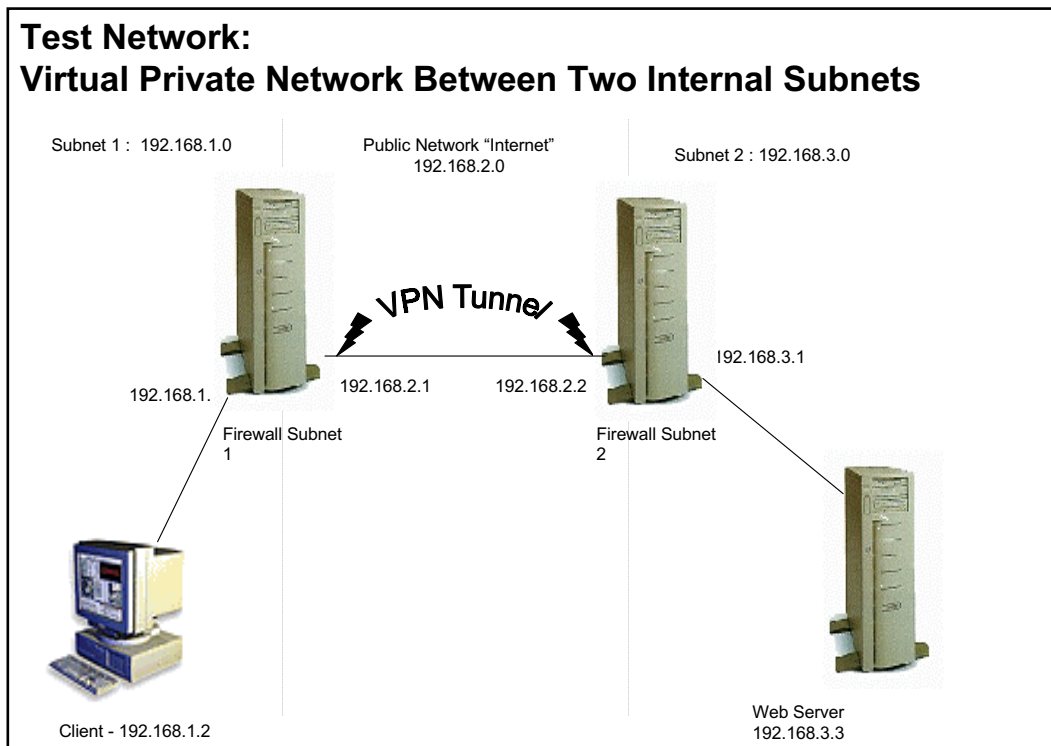 Test Network:
Virtual Private Network Between Two Internal Subnets
Subnet 1 : 192.168.1.0
Public Network “Internet”
192.168.2.0
Subnet 2 : 192.168.3.0
VPN Tunnel
192.168.3.1
192.168.1.
192.168.2.1
192.168.2.2
Firewall Subnet
1
Firewall Subnet
2
Client - 192.168.1.2
Web Server
192.168.3.3